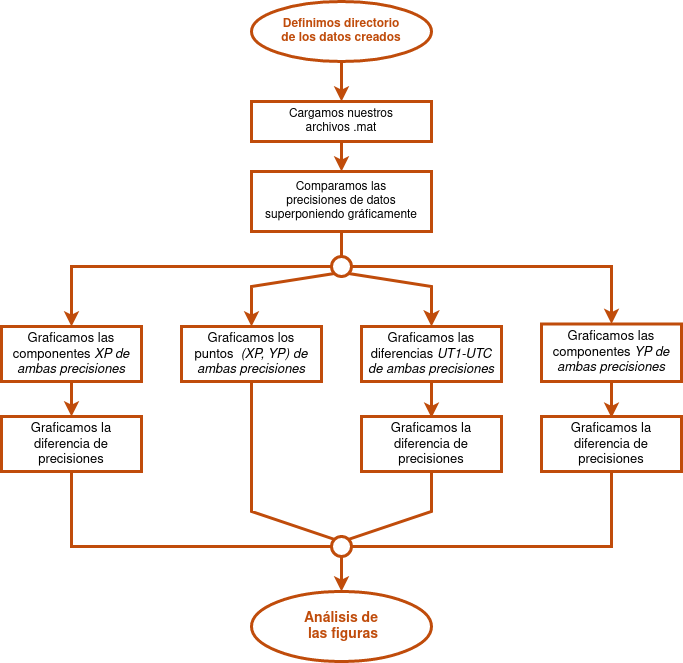 Definimos directorio
de los datos creados
Cargamos nuestros
archivos .mat
Comparamos las
precisiones de datos
superponiendo gráficamente
Graficamos las
componentes XP de
ambas precisiones
Graficamos los
puntos (XP, YP) de
ambas precisiones
Graficamos las
diferencias UT1-UTC
de ambas precisiones
Graficamos las
componentes YP de
ambas precisiones
Graficamos la
diferencia de
precisiones
Graficamos la
diferencia de
precisiones
Graficamos la
diferencia de
precisiones
Análisis de
las figuras